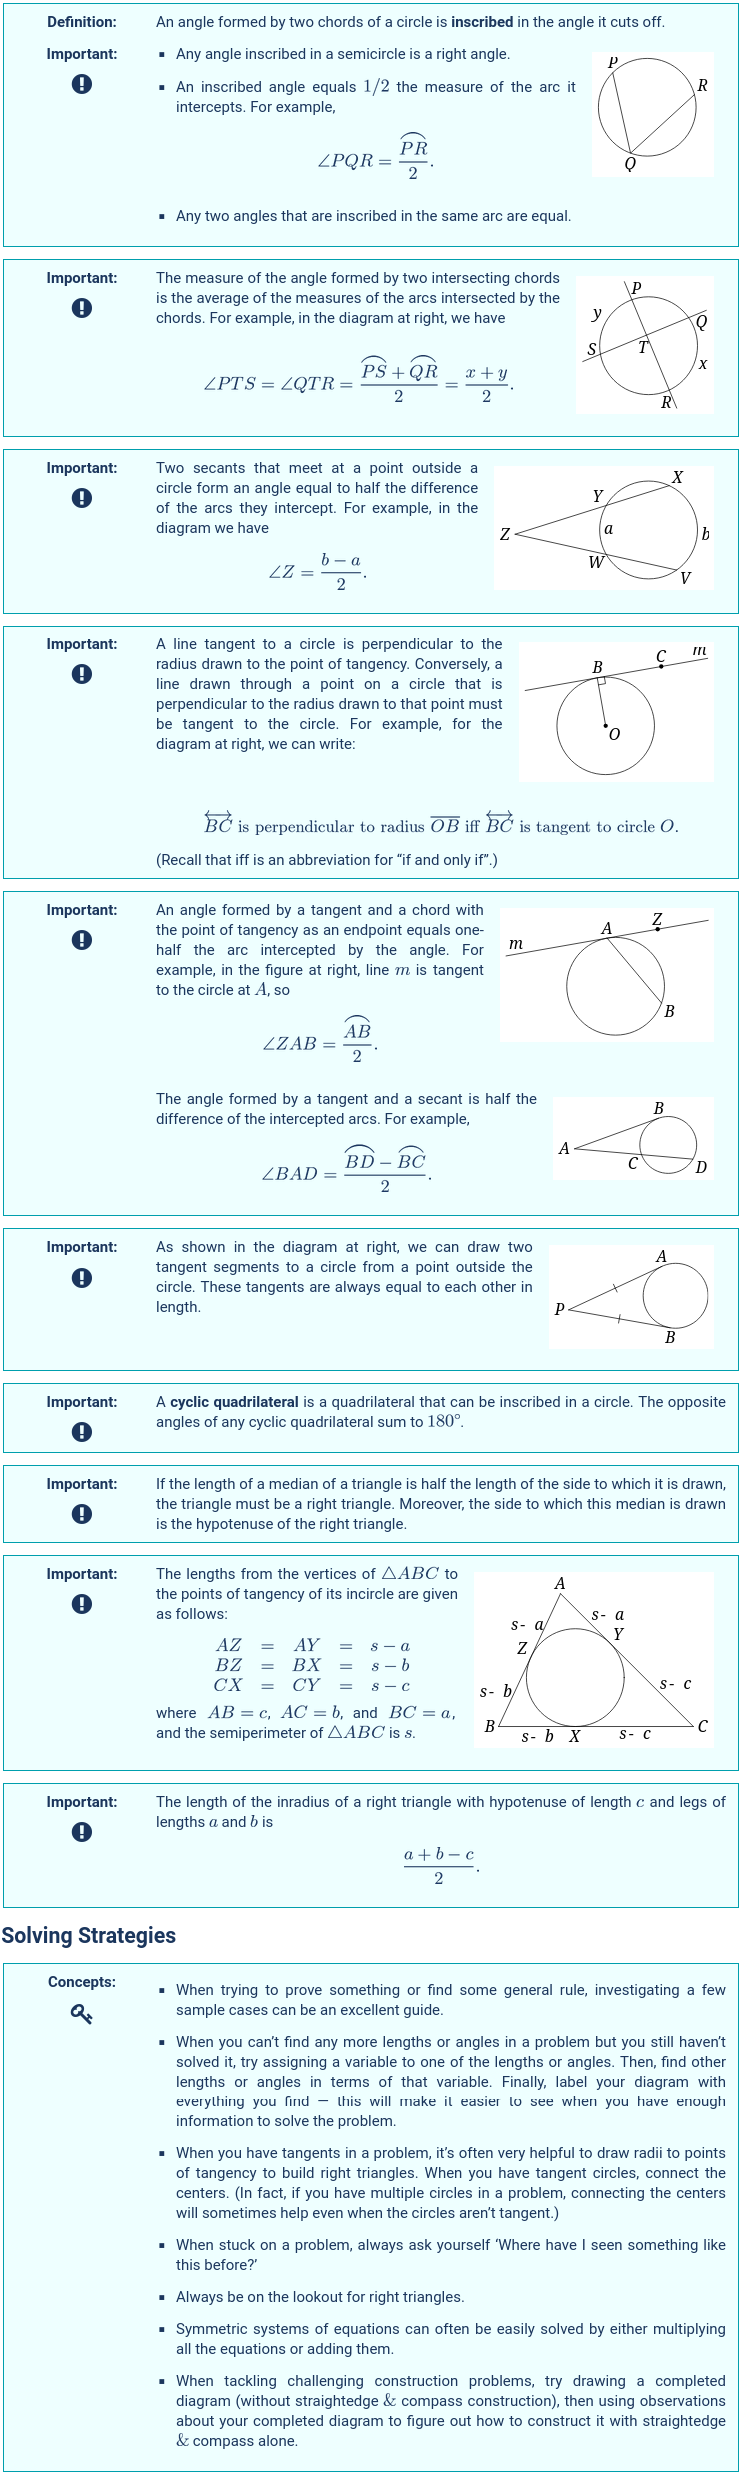 Definition: An angle formed by two chords of a circle is inscribed in the angle it cuts off.
Important: ▪ Any angle inscribed in a semicircle is a right angle.
▪ An inscribed angle equals 1/2 the measure of the arc it
intercepts. For example,
∠PQR = PR/2.
▪ Any two angles that are inscribed in the same arc are equal.
P
R
Q
Important: The measure of the angle formed by two intersecting chords
is the average of the measures of the arcs intersected by the
chords. For example, in the diagram at right, we have
∠PTS = ∠QTR = (PS + QR)/2 = (x + y)/2.
P
y
Q
S
T
x
R
Important: Two secants that meet at a point outside a
circle form an angle equal to half the difference
of the arcs they intercept. For example, in the
diagram we have
∠Z = (b − a)/2.
X
Y
Z
a
b
W
V
Important: A line tangent to a circle is perpendicular to the
radius drawn to the point of tangency. Conversely, a
line drawn through a point on a circle that is
perpendicular to the radius drawn to that point must
be tangent to the circle. For example, for the
diagram at right, we can write:
m
C
B
O
BC is perpendicular to radius OB iff BC is tangent to circle O.
(Recall that iff is an abbreviation for “if and only if”.)
Important: An angle formed by a tangent and a chord with
the point of tangency as an endpoint equals one-
half the arc intercepted by the angle. For
example, in the figure at right, line m is tangent
to the circle at A, so
∠ZAB = AB/2.
Z
A
m
B
The angle formed by a tangent and a secant is half the
difference of the intercepted arcs. For example,
∠BAD = (BD − BC)/2.
B
A
C
D
Important: As shown in the diagram at right, we can draw two
tangent segments to a circle from a point outside the
circle. These tangents are always equal to each other in
length.
A
P
B
Important: A cyclic quadrilateral is a quadrilateral that can be inscribed in a circle. The opposite
angles of any cyclic quadrilateral sum to 180°.
Important: If the length of a median of a triangle is half the length of the side to which it is drawn,
the triangle must be a right triangle. Moreover, the side to which this median is drawn
is the hypotenuse of the right triangle.
Important: The lengths from the vertices of △ABC to
the points of tangency of its incircle are given
as follows:
AZ = AY = s − a
BZ = BX = s − b
CX = CY = s − c
where AB = c, AC = b, and BC = a,
and the semiperimeter of △ABC is s.
A
s- a s- a
Z Y
s- b s- c
B C
s- b X s- c
Important: The length of the inradius of a right triangle with hypotenuse of length c and legs of
lengths a and b is
(a + b − c)/2.
Solving Strategies
Concepts: ▪ When trying to prove something or find some general rule, investigating a few
sample cases can be an excellent guide.
▪ When you can’t find any more lengths or angles in a problem but you still haven’t
solved it, try assigning a variable to one of the lengths or angles. Then, find other
lengths or angles in terms of that variable. Finally, label your diagram with
everything you find — this will make it easier to see when you have enough
information to solve the problem.
▪ When you have tangents in a problem, it’s often very helpful to draw radii to points
of tangency to build right triangles. When you have tangent circles, connect the
centers. (In fact, if you have multiple circles in a problem, connecting the centers
will sometimes help even when the circles aren’t tangent.)
▪ When stuck on a problem, always ask yourself ‘Where have I seen something like
this before?’
▪ Always be on the lookout for right triangles.
▪ Symmetric systems of equations can often be easily solved by either multiplying
all the equations or adding them.
▪ When tackling challenging construction problems, try drawing a completed
diagram (without straightedge & compass construction), then using observations
about your completed diagram to figure out how to construct it with straightedge
& compass alone.